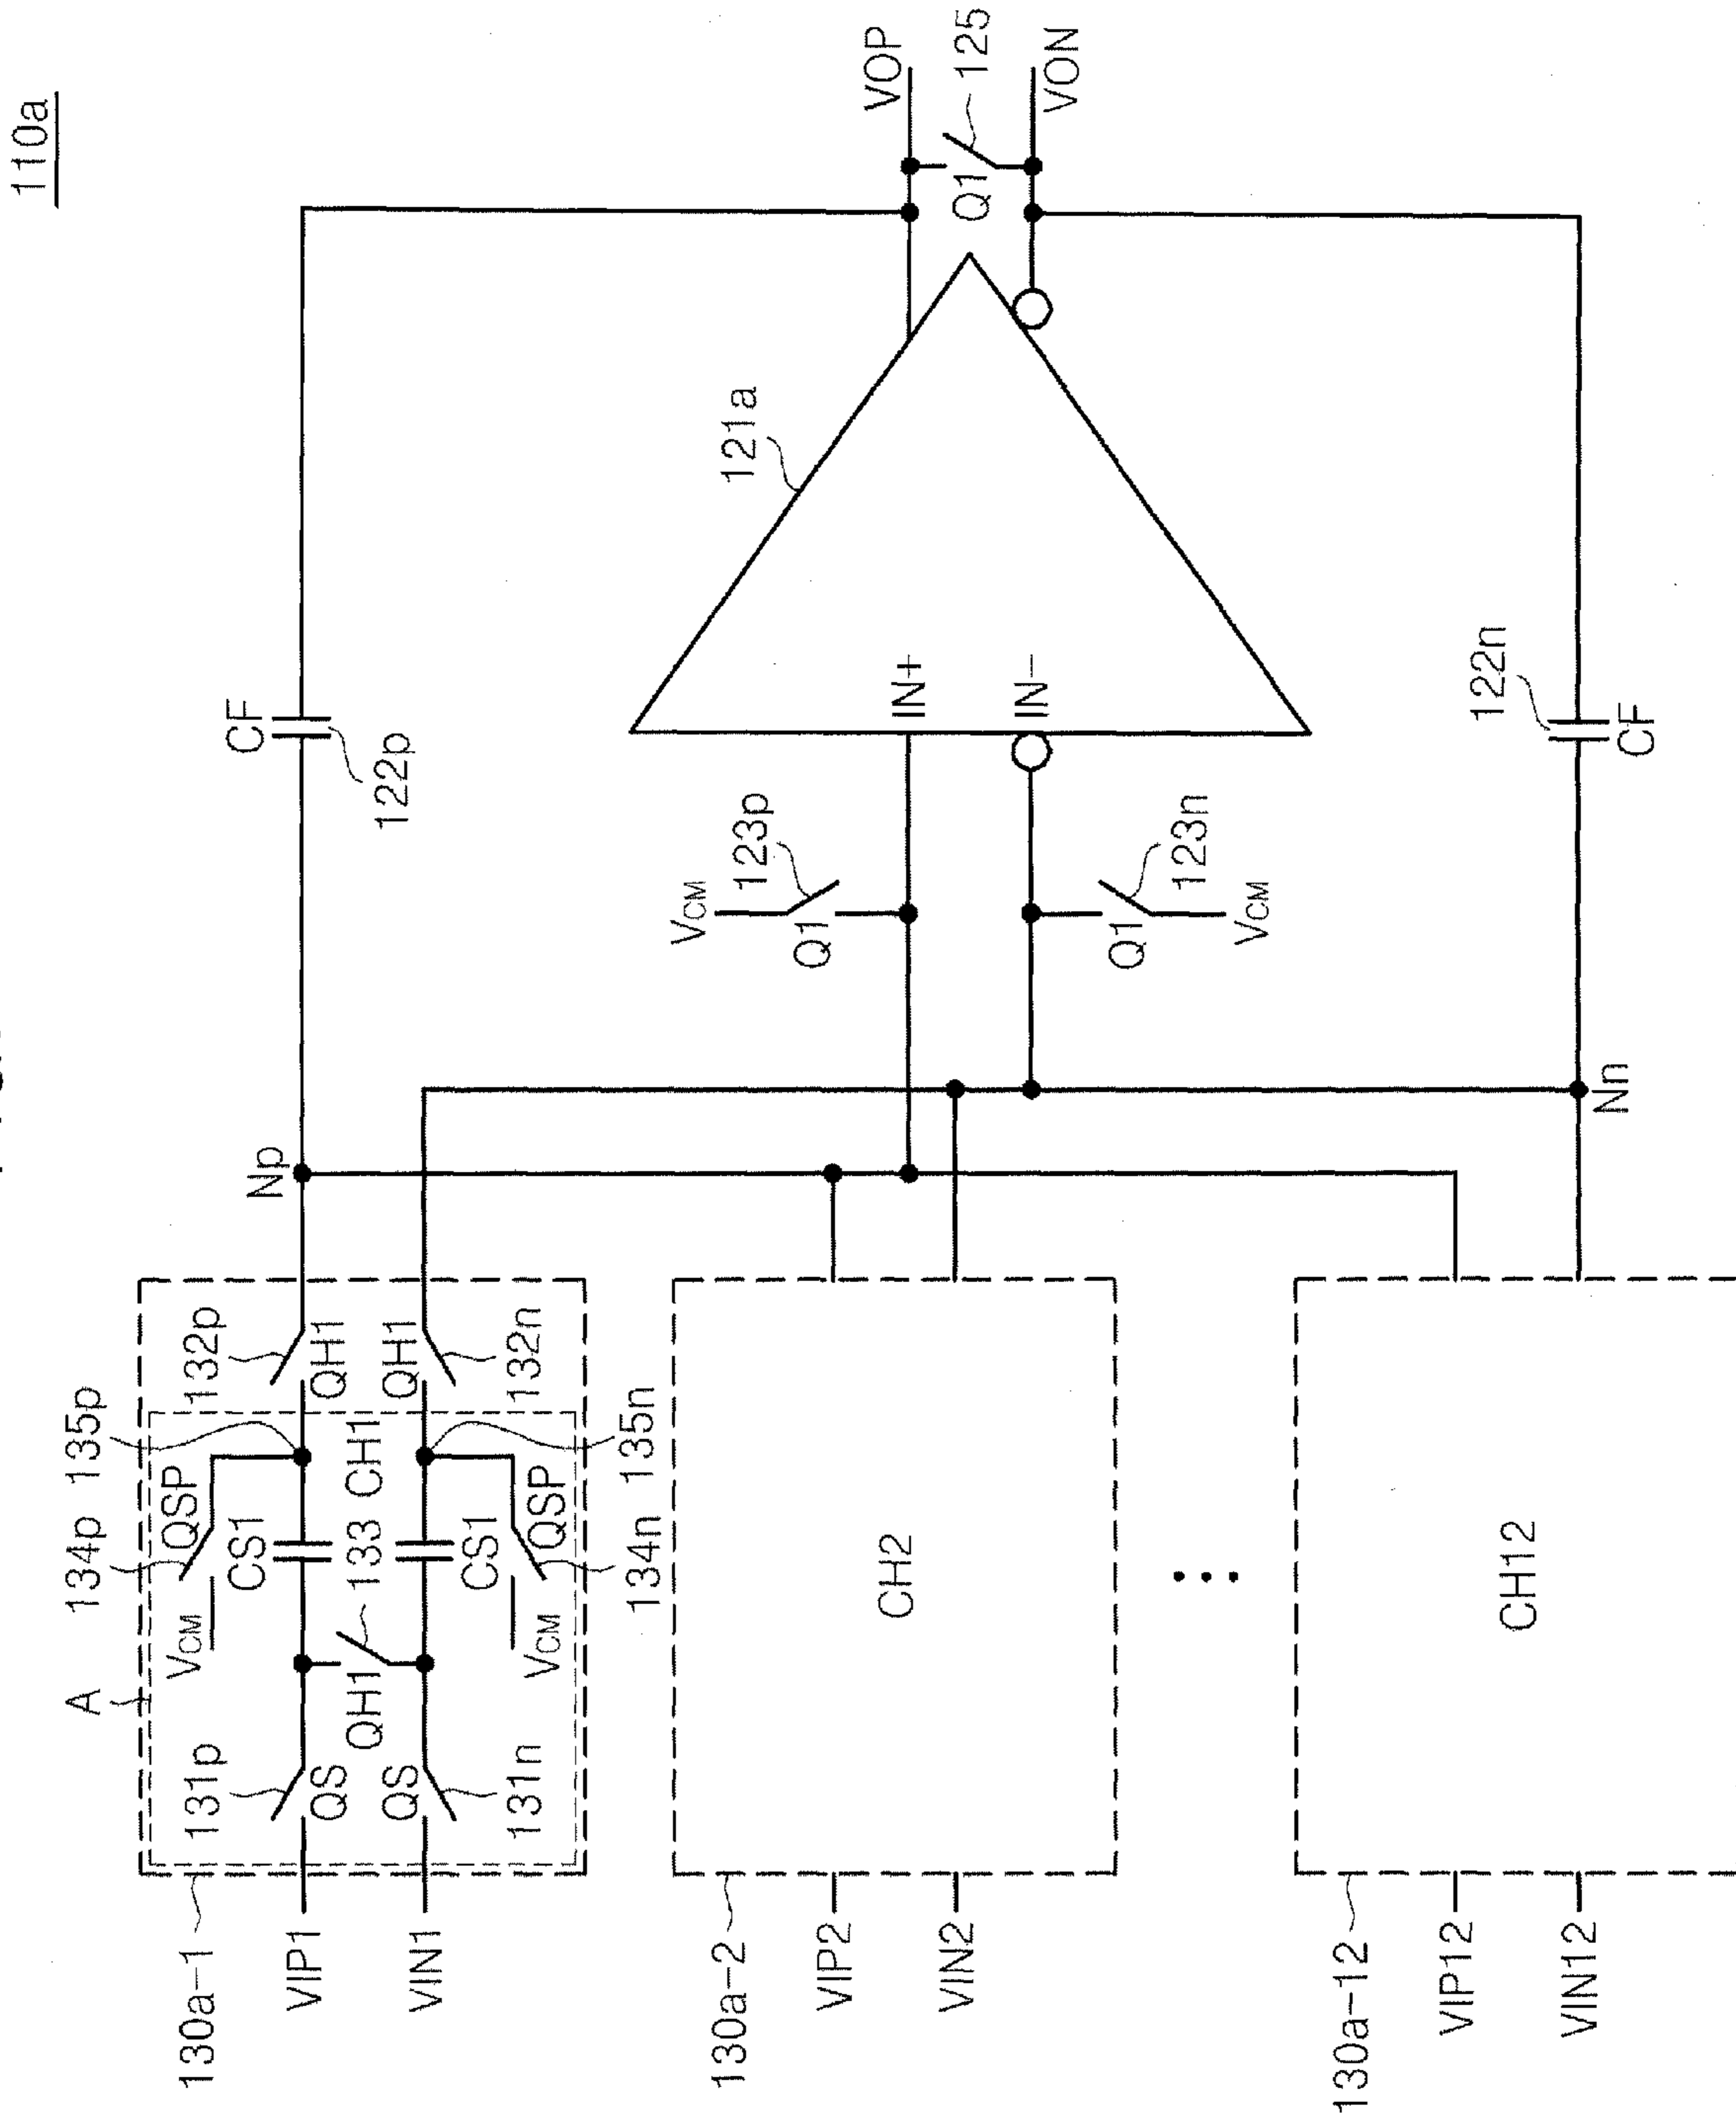 110a
CF
122p
VOP
125
Q1
VON
121a
IN+
IN-
VCM
123p
Q1
Q1
123n
VCM
122n
CF
Np
Nn
A
134p
135p
132p
QSP
VCM
CS1
QH1
131p
QS
QH1
133
CH1
QS
CS1
QH1
131n
VCM
QSP
132n
134n
135n
130a-1
VIP1
VIN1
CH2
130a-2
VIP2
VIN2
CH12
130a-12
VIP12
VIN12